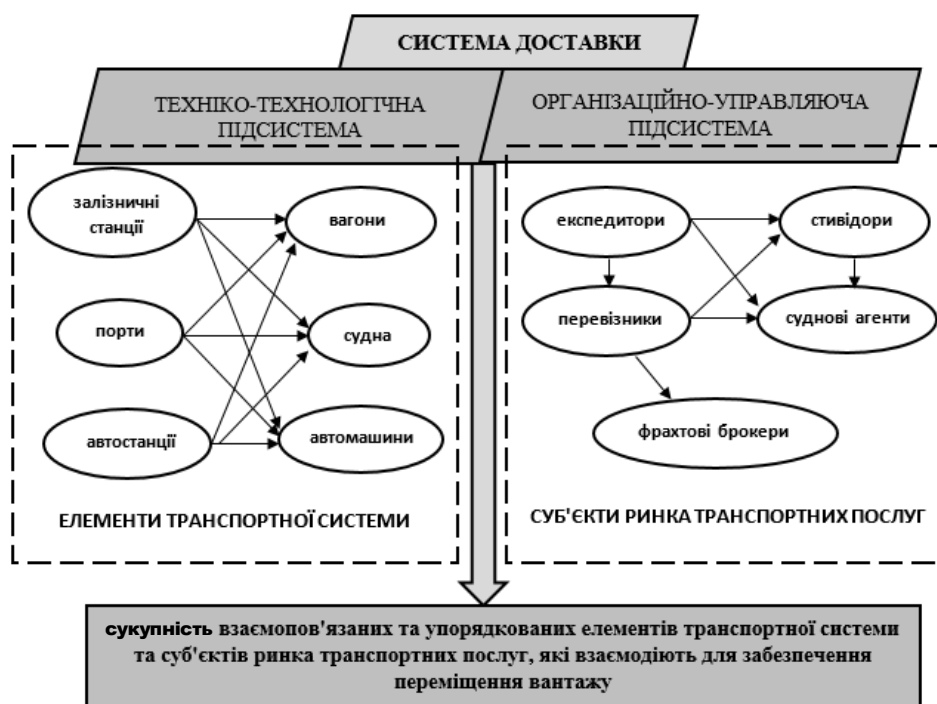 СИСТЕМА ДОСТАВКИ
ТЕХНІКО-ТЕХНОЛОГІЧНА
ПІДСИСТЕМА
ОРГАНІЗАЦІЙНО-УПРАВЛЯЮЧА
ПІДСИСТЕМА
залізничні
станції
вагони
порти
судна
автостанції
автомашини
ЕЛЕМЕНТИ ТРАНСПОРТНОЇ СИСТЕМИ
експедитори
стивідори
перевізники
суднові агенти
фрахтові брокери
СУБ'ЄКТИ РИНКА ТРАНСПОРТНИХ ПОСЛУГ
сукупність взаємопов'язаних та упорядкованих елементів транспортної системи
та суб'єктів ринка транспортних послуг, які взаємодіють для забезпечення
переміщення вантажу